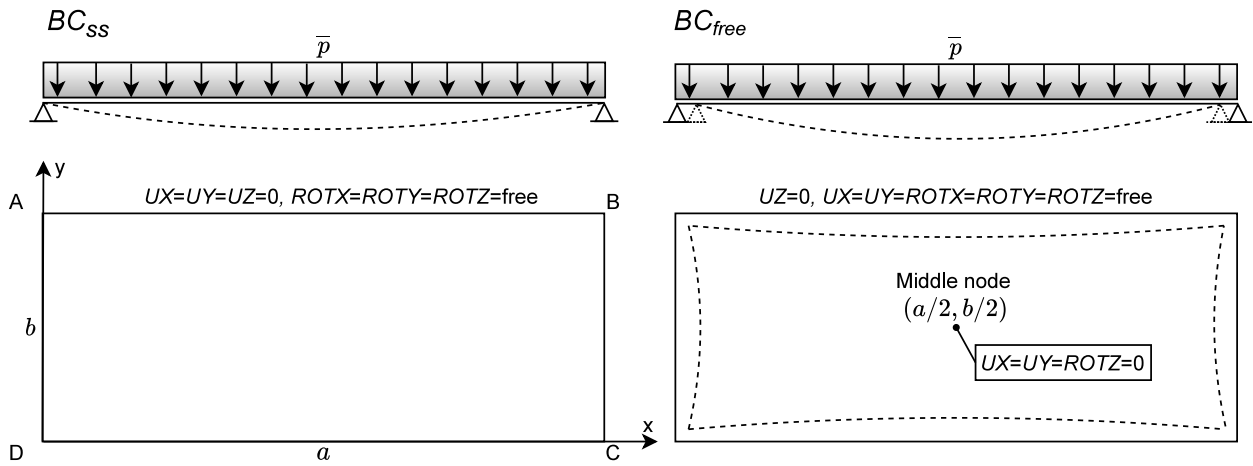 BCss
p̅
y
A
UX=UY=UZ=0, ROTX=ROTY=ROTZ=free
B
b
D
a
x
C
BCfree
p̅
UZ=0, UX=UY=ROTX=ROTY=ROTZ=free
Middle node
(a/2, b/2)
UX=UY=ROTZ=0